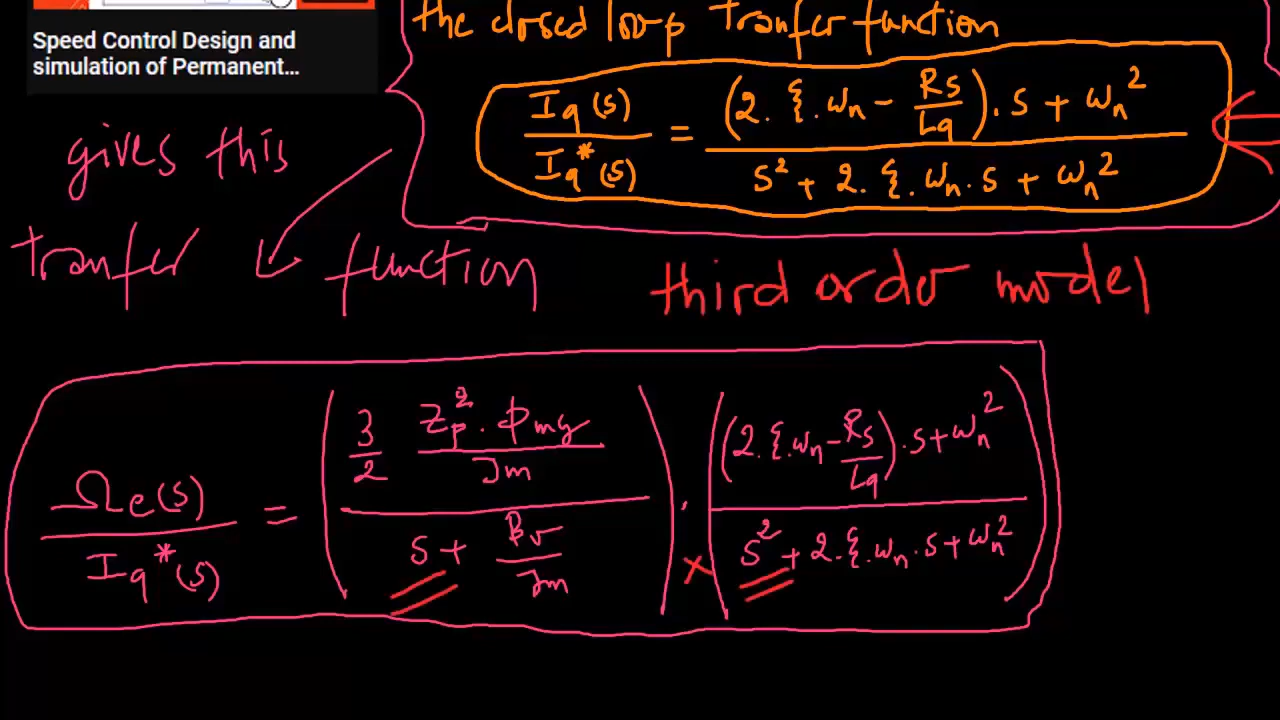 the closed loop tranfer function
Speed Control Design and
simulation of Permanent...
Iq(s) / Iq*(s) = ((2.ξ.ωn - Rs/Lq).s + ωn²) / (s² + 2.ξ.ωn.s + ωn²)
gives this
tranfer function
third order model
Ωe(s) / Iq*(s) = ((3/2 Zp².ϕmg/Jm) / (s + Bv/Jm)) . × (((2.ξ.ωn - Rs/Lq).s + ωn²) / (s² + 2.ξ.ωn.s + ωn²))